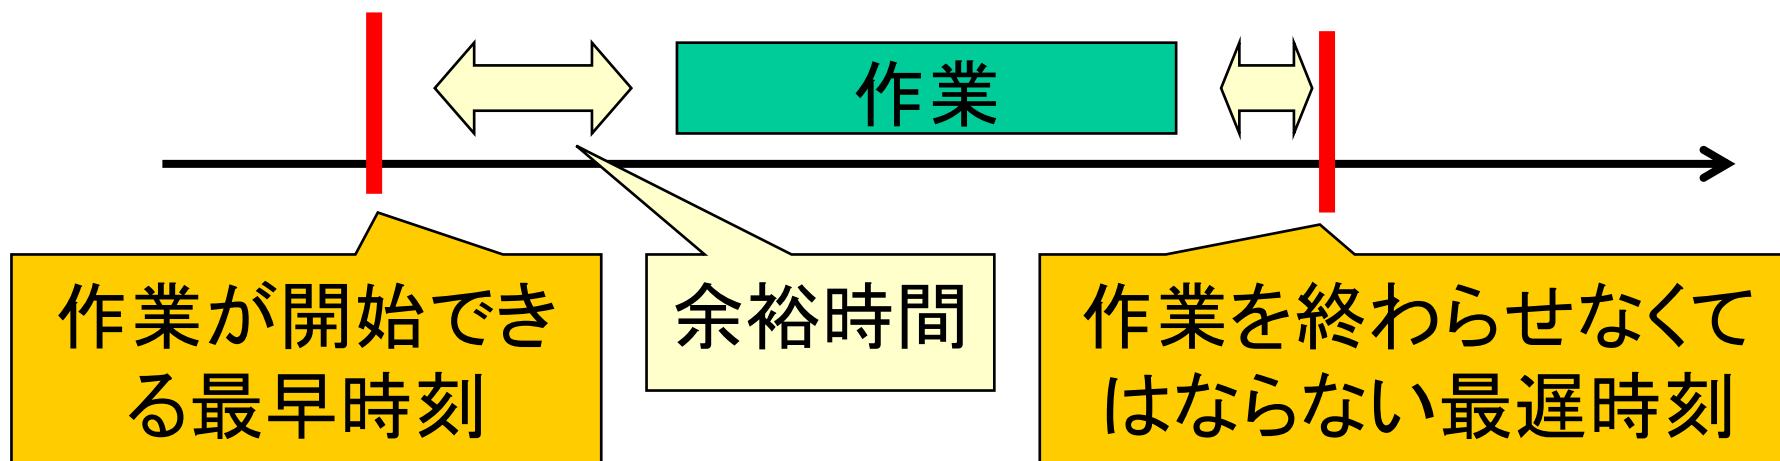 作業
作業が開始でき
る最早時刻
余裕時間
作業を終わらせなくて
はならない最遅時刻